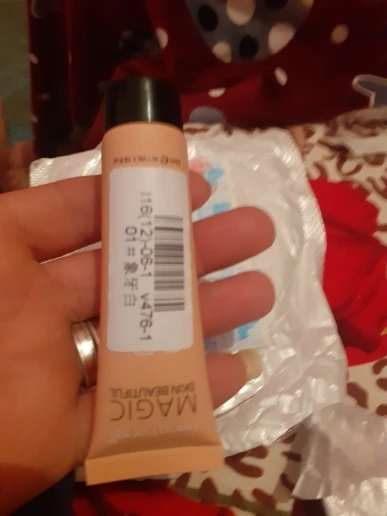 I16(12)-06-1 v476-1
01# 象牙白
MAGIC
SKIN BEAUTIFUL